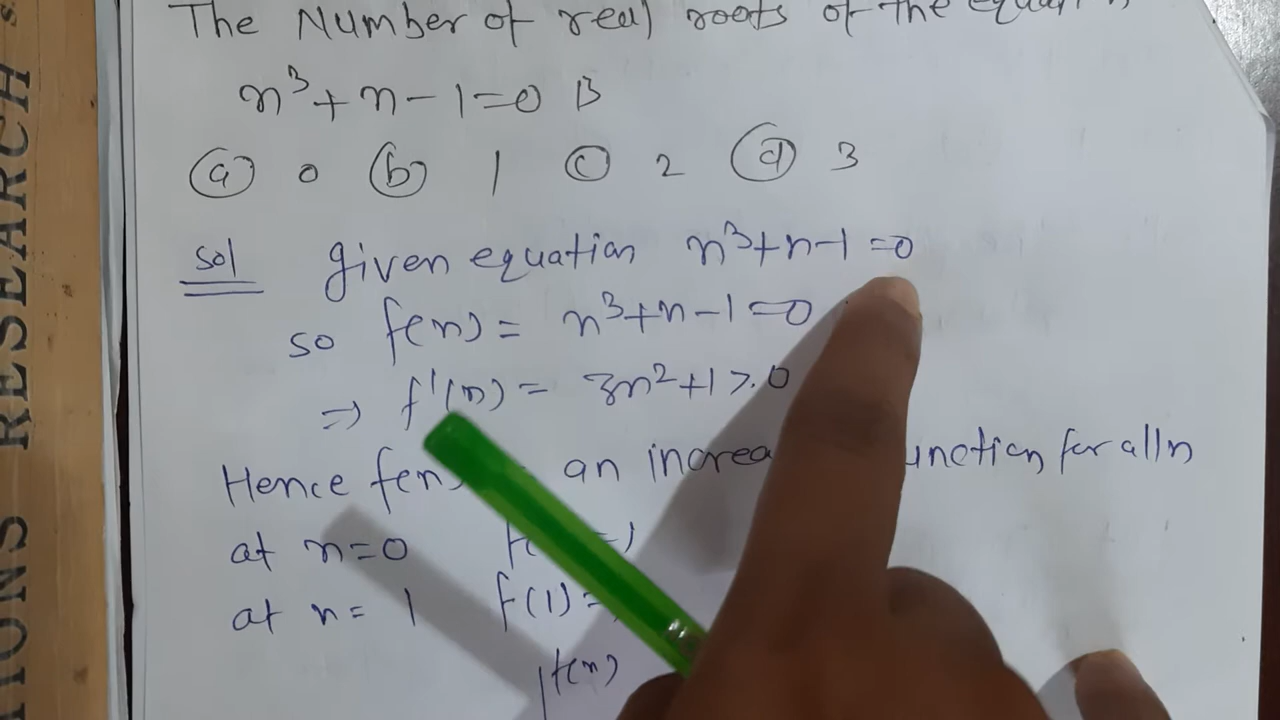 The Number of real roots of the equati
n³+n-1=0 is
(a) 0 (b) 1 (c) 2 (d) 3
sol given equation n³+n-1=0
so f(n) = n³+n-1=0
⇒ f'(n) = 3n²+1>0
Hence f(n) an increa unction for all n
at n=0
at n= 1 f(1)=
f(n)
IONS RESEARCH